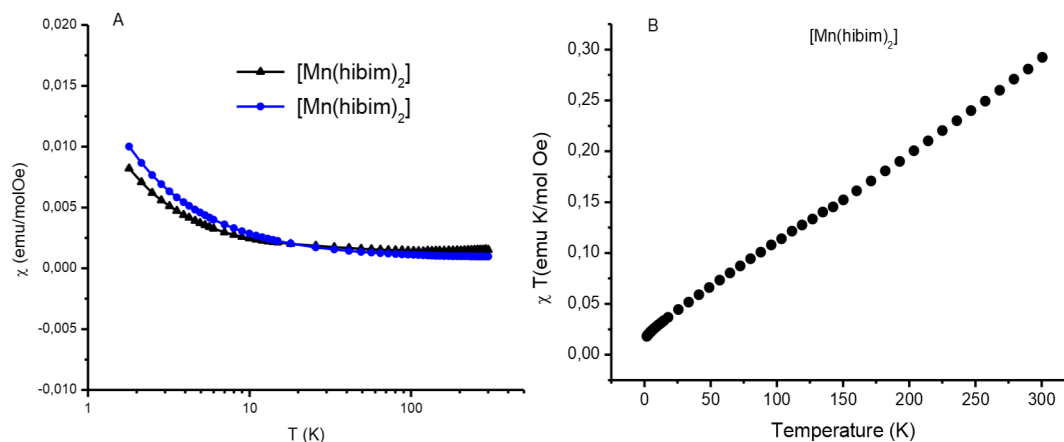 A
0,020
0,015
0,010
0,005
0,000
-0,005
-0,010
χ (emu/molOe)
[Mn(hibim)₂]
[Mn(hibim)₂]
1
10
100
T (K)
B
[Mn(hibim)₂]
0,30
0,25
0,20
0,15
0,10
0,05
0,00
χ T(emu K/mol Oe)
0
50
100
150
200
250
300
Temperature (K)